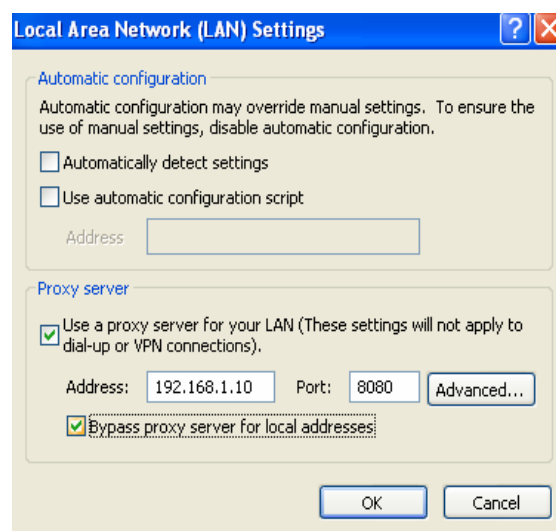 Local Area Network (LAN) Settings
Automatic configuration
Automatic configuration may override manual settings. To ensure the
use of manual settings, disable automatic configuration.
Automatically detect settings
Use automatic configuration script
Address
Proxy server
Use a proxy server for your LAN (These settings will not apply to
dial-up or VPN connections).
Address: 192.168.1.10 Port: 8080 Advanced...
Bypass proxy server for local addresses
OK Cancel